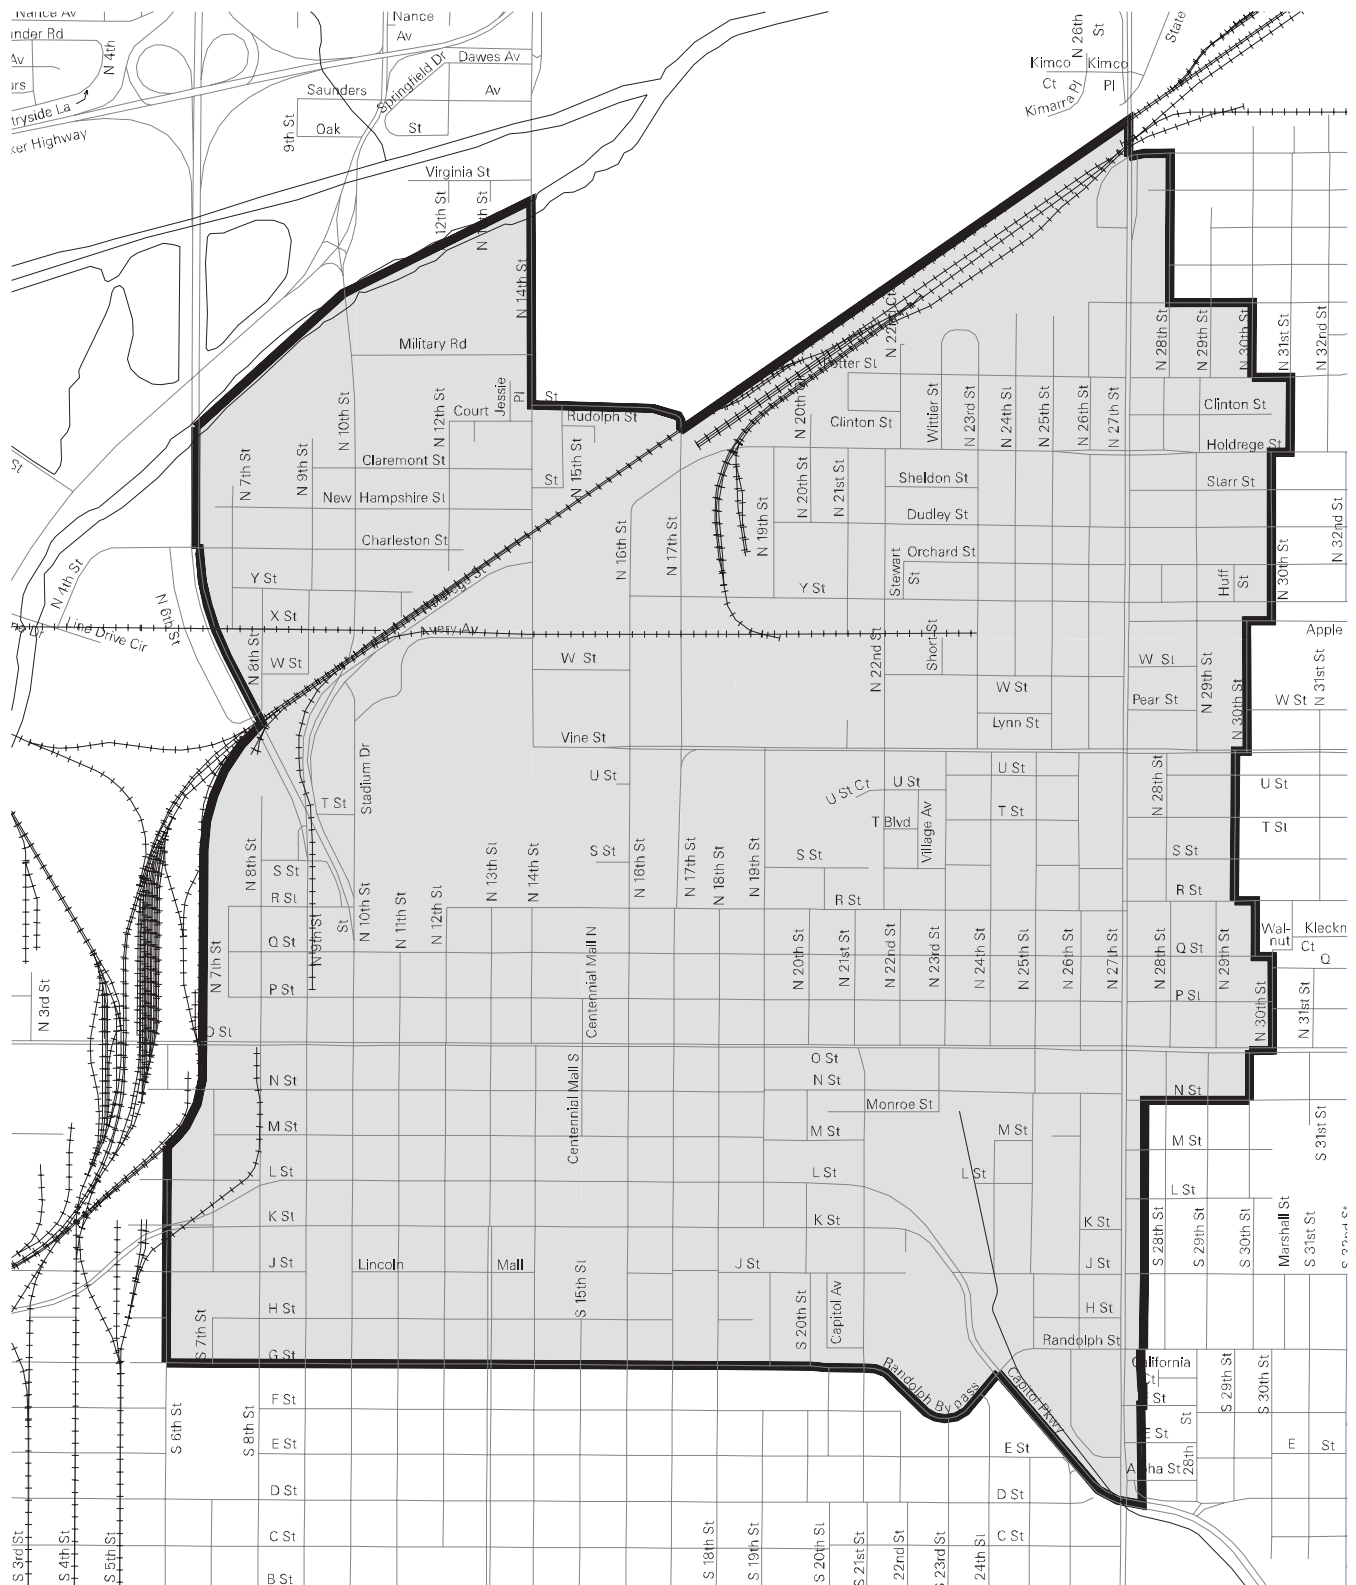 Nance Av
Nance
Av
N 26th
St
State
N 4th
Av
Dawes Av
Springfield Dr
Saunders
Av
Kimco
Ct
Kimco
Pl
Kimarra Pl
9th St
Oak
St
Virginia St
12th St
N 14th St
Military Rd
Jessie
Pl
Court
St
Rudolph St
N 10th St
N 12th St
N 15th St
N 7th St
N 9th St
Claremont St
St
New Hampshire St
Charleston St
N 22nd Ct
N 20th St
Clinton St
Wittier St
N 23rd St
N 24th St
N 25th St
N 26th St
N 27th St
N 28th St
N 29th St
N 30th St
N 31st St
N 32nd St
Clinton St
Holdrege St
Starr St
Sheldon St
Dudley St
Orchard St
N 16th St
N 17th St
N 19th St
N 20th St
N 21st St
Stewart
St
Huff
St
N 30th St
N 32nd St
St
N 4th St
N 6th St
Line Drive Cir
Y St
X St
W St
N 8th St
Avery Av
Y St
W St
N 22nd St
Short St
W St
Lynn St
W St
Pear St
N 29th St
N 30th St
Apple
N 31st St
W St
Vine St
U St
Stadium Dr
T St
U St Ct
U St
T Blvd
Village Av
U St
T St
N 28th St
U St
T St
S St
R St
N 8th St
S St
R St
N 10th St
N 11th St
N 12th St
N 13th St
N 14th St
S St
N 16th St
N 17th St
N 18th St
N 19th St
S St
R St
N 9th St
St
Q St
P St
O St
N 7th St
N 3rd St
Centennial Mall N
N 20th St
N 21st St
N 22nd St
N 23rd St
N 24th St
N 25th St
N 26th St
N 27th St
N 28th St
Q St
N 29th St
P St
N 30th St
N 31st St
Wal-
nut
Ct
Q
O St
N St
N St
Monroe St
N St
M St
Centennial Mall S
M St
M St
M St
S 31st St
L St
L St
L St
L St
K St
K St
K St
J St
Lincoln
Mall
J St
J St
H St
S 15th St
S 20th St
Capitol Av
H St
Randolph St
S 28th St
S 29th St
S 30th St
Marshall St
S 31st St
S 7th St
G St
Randolph Bypass
Capitol Pkwy
California
Ct
S 29th St
S 30th St
S 6th St
S 8th St
F St
E St
E St
E St
28th
St
E St
D St
D St
C St
C St
B St
S 3rd St
S 4th St
S 5th St
S 18th St
S 19th St
S 20th St
S 21st St
22nd St
S 23rd St
24th St